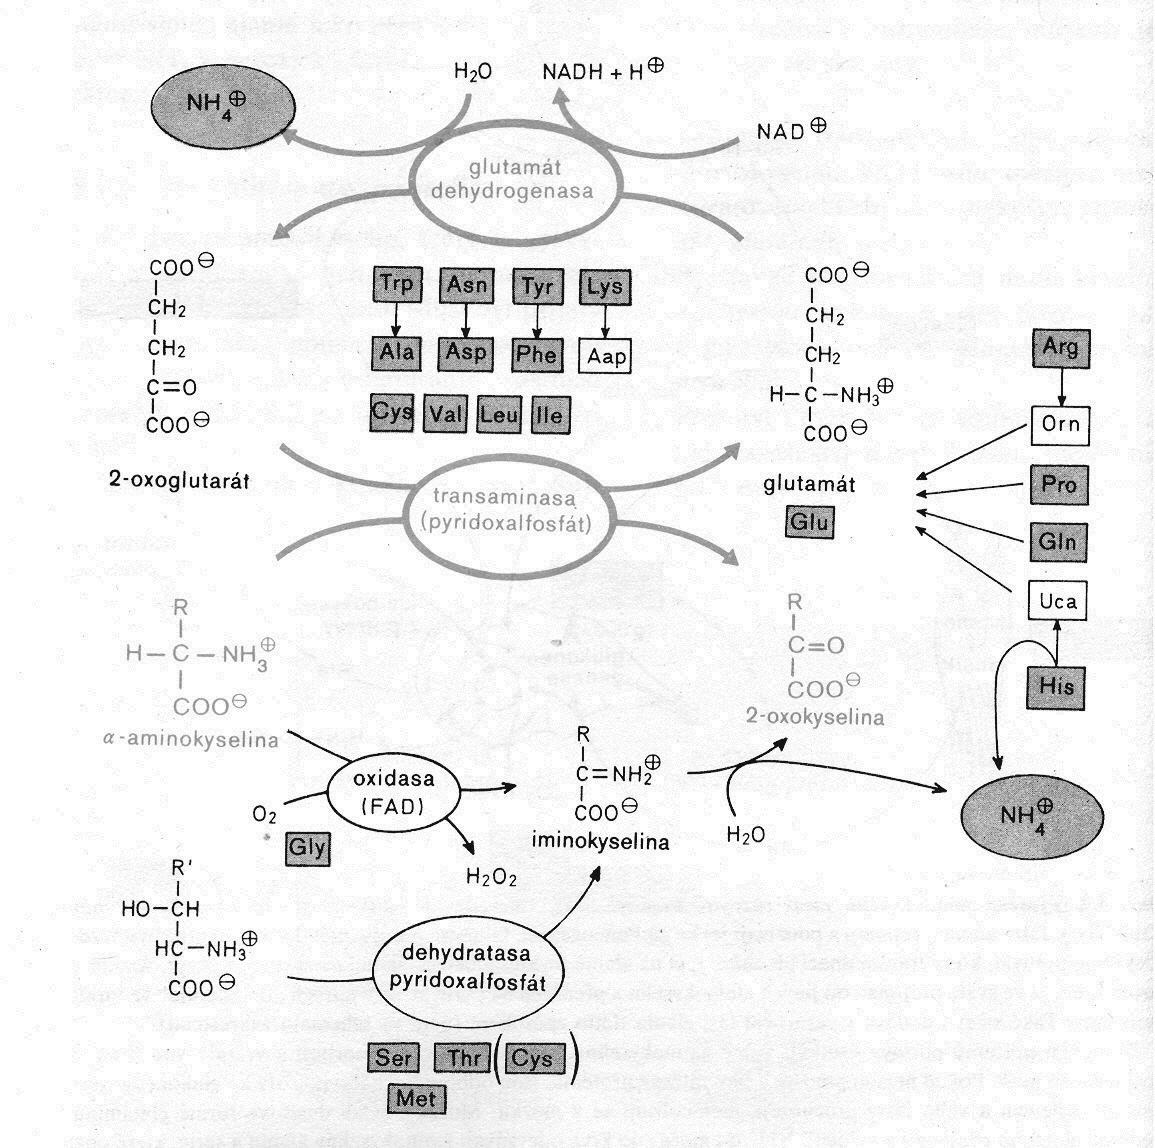 H₂O NADH + H⊕
NH₄⊕
NAD⊕
glutamát
dehydrogenasa
COO⊖
CH₂
CH₂
C=O
COO⊖
2-oxoglutarát
Trp Asn Tyr Lys
Ala Asp Phe Aap
Cys Val Leu Ile
COO⊖
CH₂
CH₂
H-C-NH₃⊕
COO⊖
glutamát
Glu
Arg
Orn
Pro
Gln
Uca
His
transaminasa
(pyridoxalfosfát)
R
H-C-NH₃⊕
COO⊖
α-aminokyselina
R
C=O
COO⊖
2-oxokyselina
oxidasa
(FAD)
O₂
Gly
H₂O₂
R
C=NH₂⊕
COO⊖
iminokyselina
H₂O
NH₄⊕
R'
HO-CH
HC-NH₃⊕
COO⊖
dehydratasa
pyridoxalfosfát
Ser Thr (Cys)
Met